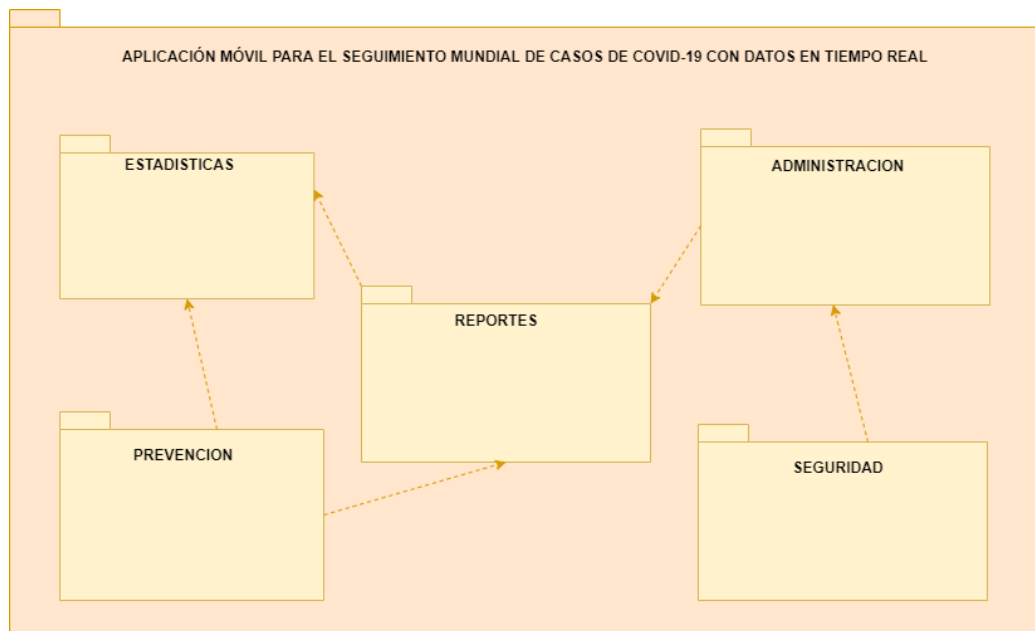 APLICACIÓN MÓVIL PARA EL SEGUIMIENTO MUNDIAL DE CASOS DE COVID-19 CON DATOS EN TIEMPO REAL
ESTADISTICAS
ADMINISTRACION
REPORTES
PREVENCION
SEGURIDAD